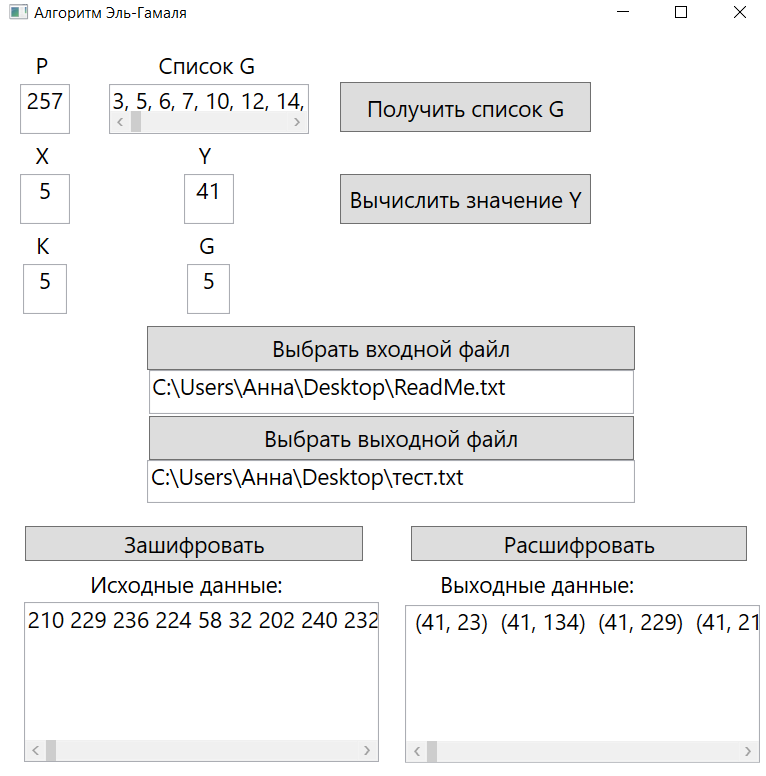 Алгоритм Эль-Гамаля
P Список G
257 3, 5, 6, 7, 10, 12, 14, Получить список G
X Y
5 41 Вычислить значение Y
K G
5 5
Выбрать входной файл
C:\Users\Анна\Desktop\ReadMe.txt
Выбрать выходной файл
C:\Users\Анна\Desktop\тест.txt
Зашифровать Расшифровать
Исходные данные: Выходные данные:
210 229 236 224 58 32 202 240 232 (41, 23) (41, 134) (41, 229) (41, 21